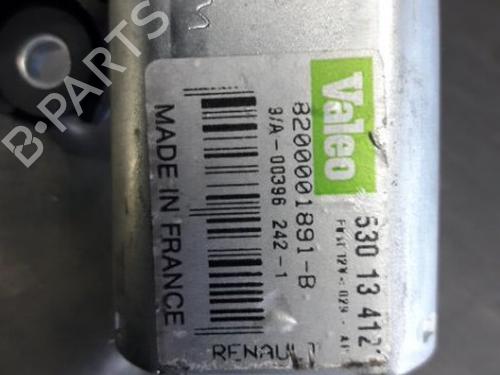 Valeo
530 13 412
8200001891-B
9/A-00396 242-1
MADE IN FRANCE
RENAULT
B-PARTS